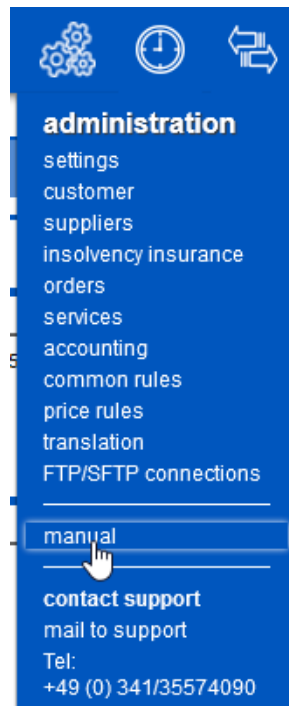 administration
settings
customer
suppliers
insolvency insurance
orders
services
accounting
common rules
price rules
translation
FTP/SFTP connections
manual
contact support
mail to support
Tel:
+49 (0) 341/35574090